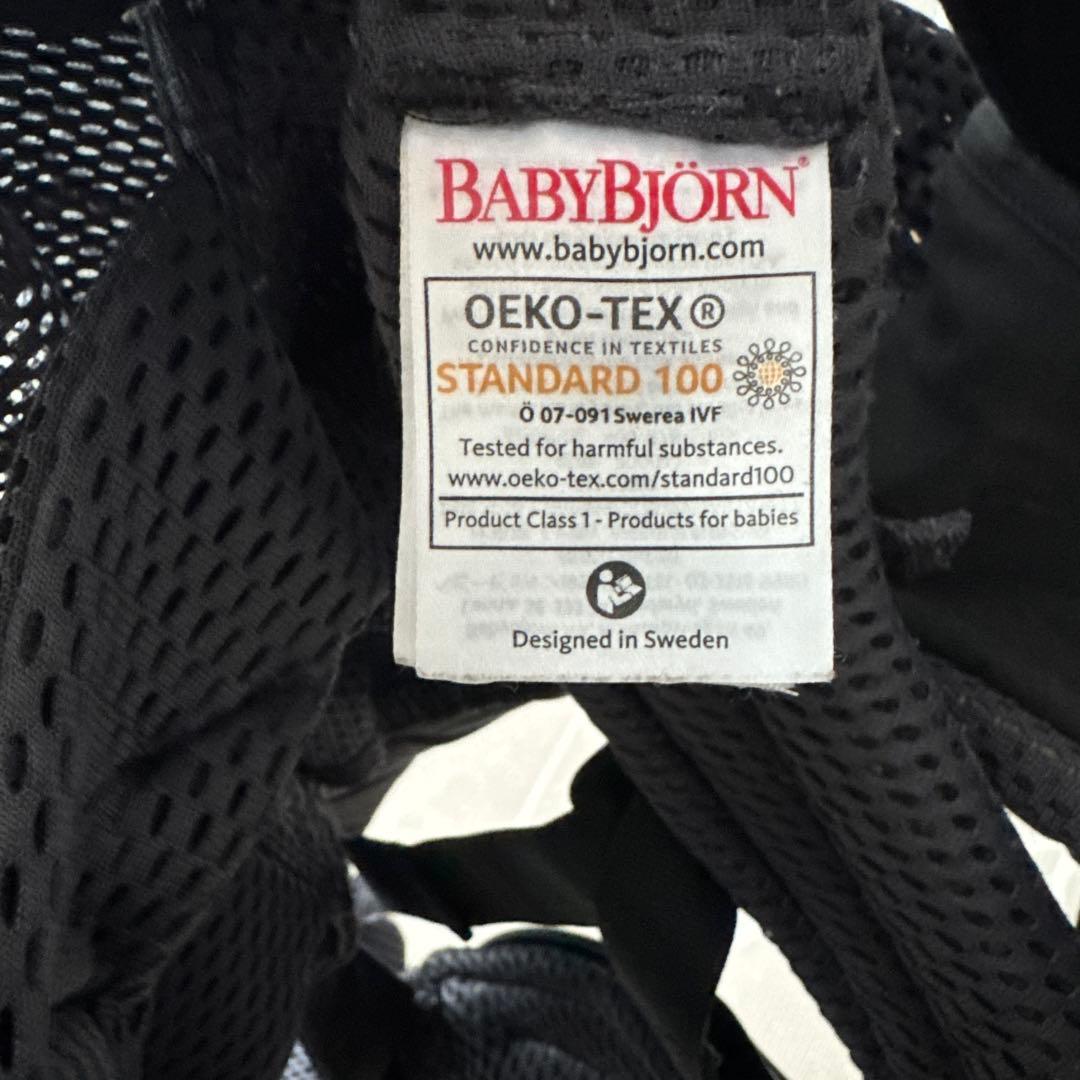 BABYBJÖRN®
www.babybjorn.com
OEKO-TEX®
CONFIDENCE IN TEXTILES
STANDARD 100
Ö 07-091 Swerea IVF
Tested for harmful substances.
www.oeko-tex.com/standard100
Product Class 1 - Products for babies
Designed in Sweden